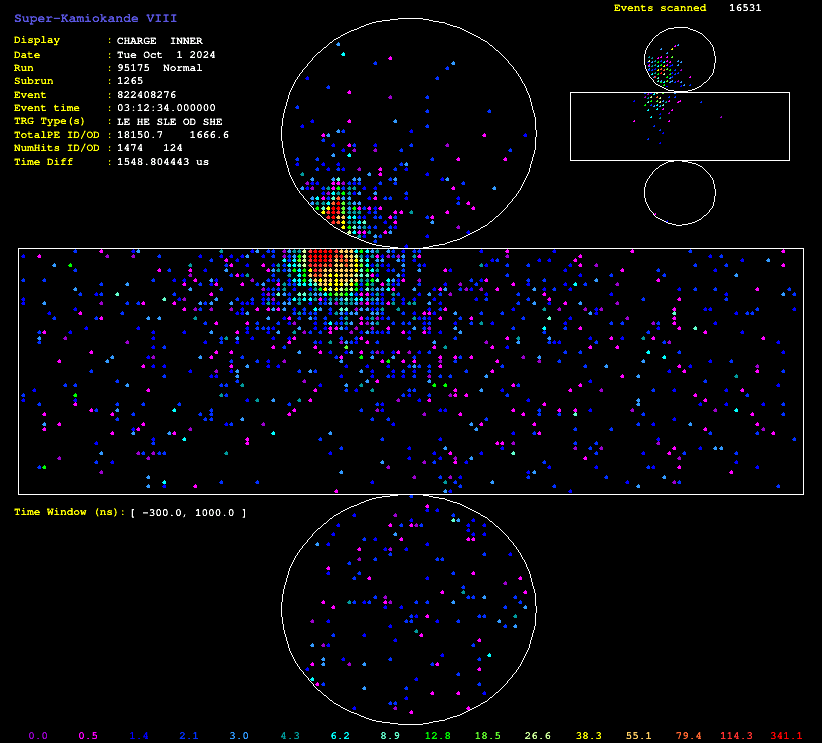 Super-Kamiokande VIII
Events scanned 16531
Display : CHARGE INNER
Date : Tue Oct 1 2024
Run : 95175 Normal
Subrun : 1265
Event : 822408276
Event time : 03:12:34.000000
TRG Type(s) : LE HE SLE OD SHE
TotalPE ID/OD : 18150.7 1666.6
NumHits ID/OD : 1474 124
Time Diff : 1548.804443 us
Time Window (ns): [ -300.0, 1000.0 ]
0.0 0.5 1.4 2.1 3.0 4.3 6.2 8.9 12.8 18.5 26.6 38.3 55.1 79.4 114.3 341.1